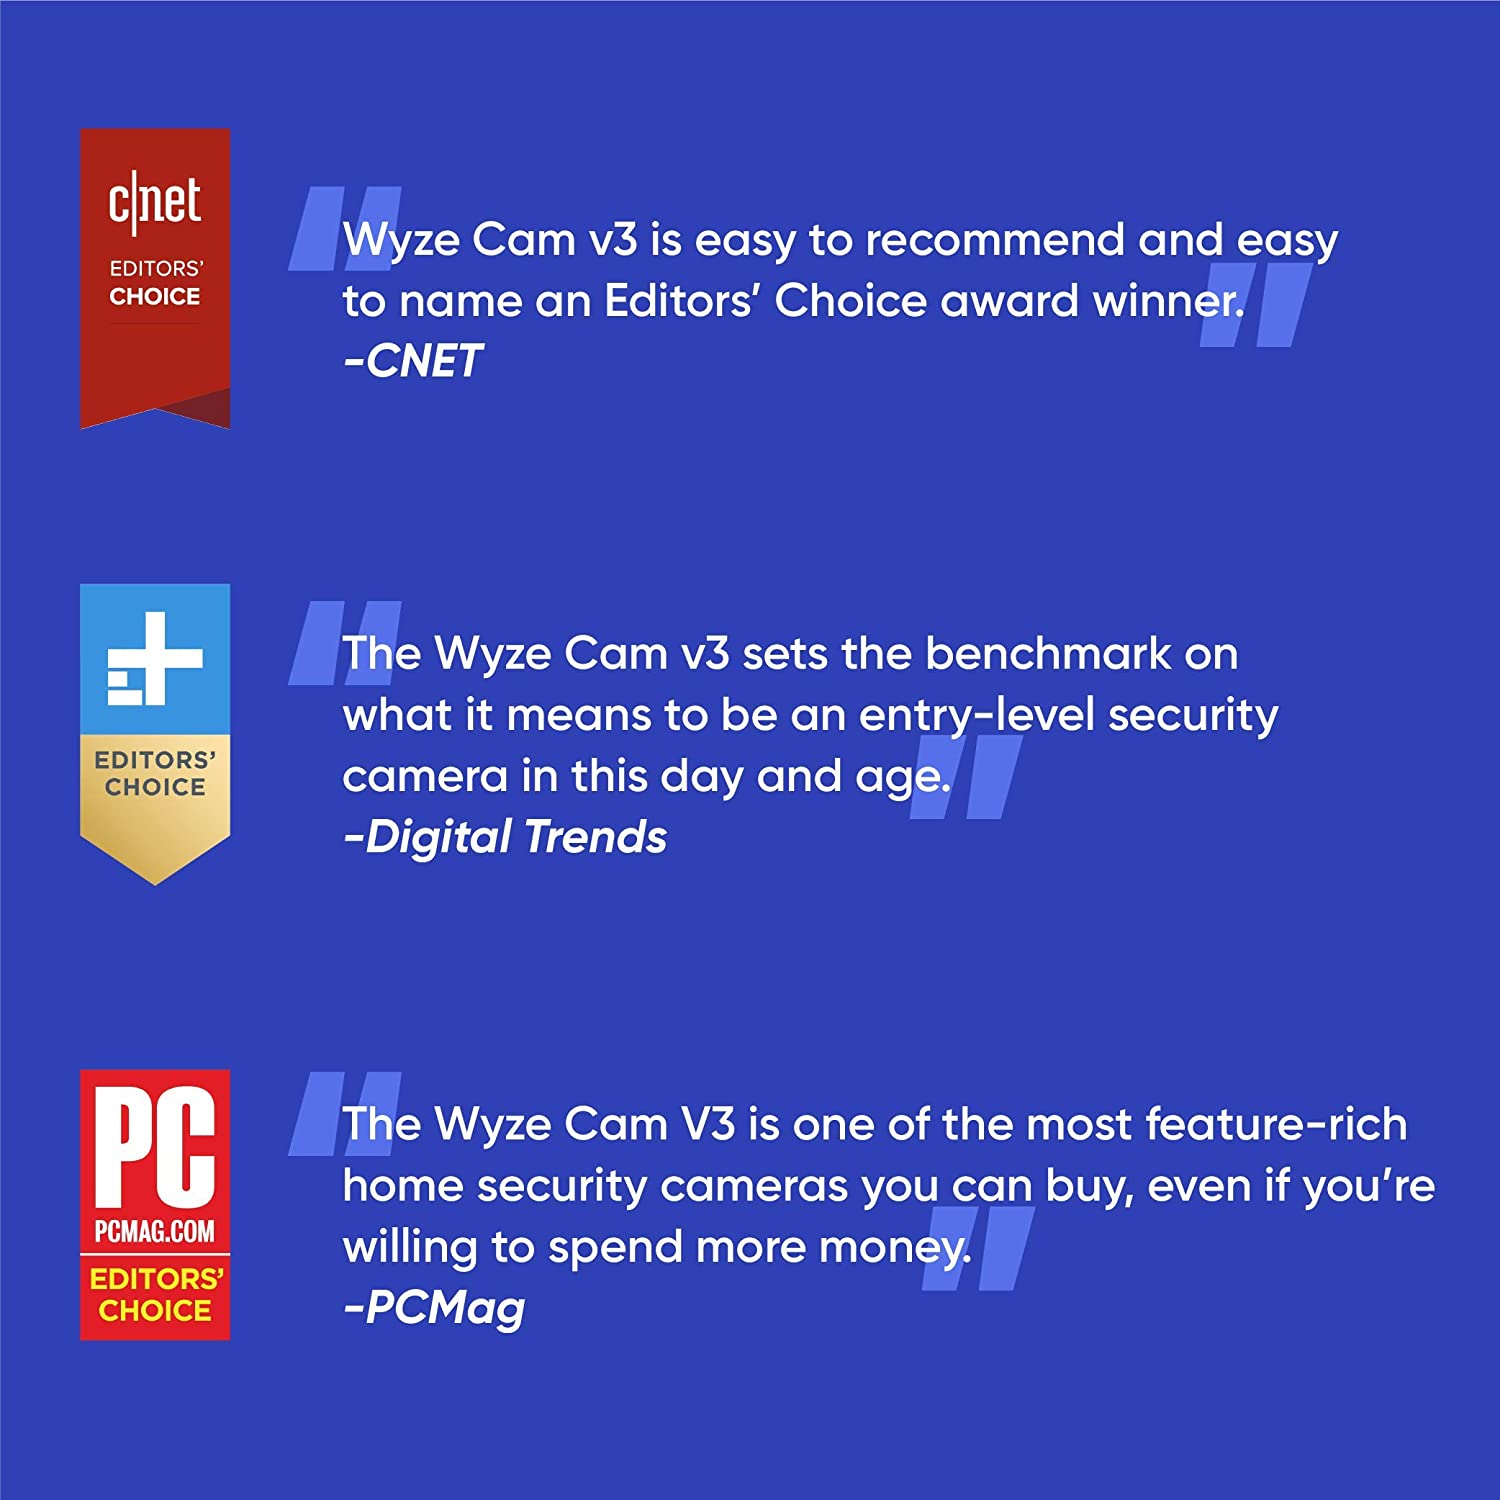 c|net
EDITORS’
CHOICE
Wyze Cam v3 is easy to recommend and easy
to name an Editors’ Choice award winner.
-CNET
EDITORS’
CHOICE
The Wyze Cam v3 sets the benchmark on
what it means to be an entry-level security
camera in this day and age.
-Digital Trends
PC
PCMAG.COM
EDITORS’
CHOICE
The Wyze Cam V3 is one of the most feature-rich
home security cameras you can buy, even if you’re
willing to spend more money.
-PCMag